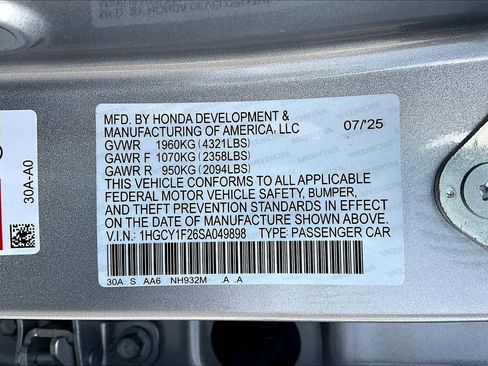 MFD. BY HONDA DEVELOPMENT &
MANUFACTURING OF AMERICA, LLC 07/25
GVWR 1960KG (4321LBS)
GAWR F 1070KG (2358LBS)
GAWR R 950KG (2094LBS)
THIS VEHICLE CONFORMS TO ALL APPLICABLE
FEDERAL MOTOR VEHICLE SAFETY, BUMPER,
AND THEFT PREVENTION STANDARDS IN EFFECT ON
THE DATE OF MANUFACTURE SHOWN ABOVE.
V.I.N.: 1HGCY1F26SA049898 TYPE: PASSENGER CAR
30A S AA6 NH932M A A
30A-A0